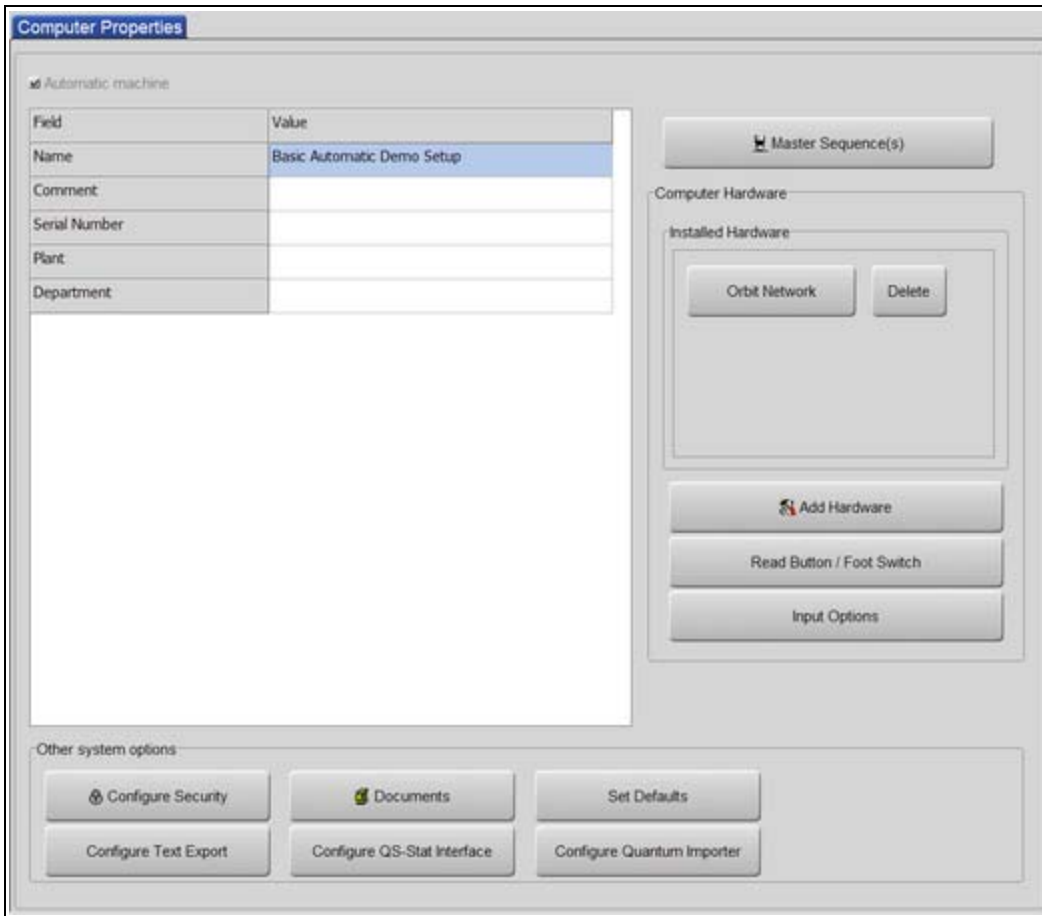 Computer Properties
Automatic machine
Field Value
Name Basic Automatic Demo Setup
Comment
Serial Number
Plant
Department
Master Sequence(s)
Computer Hardware
Installed Hardware
Orbit Network Delete
Add Hardware
Read Button / Foot Switch
Input Options
Other system options
Configure Security Documents Set Defaults
Configure Text Export Configure QS-Stat Interface Configure Quantum Importer